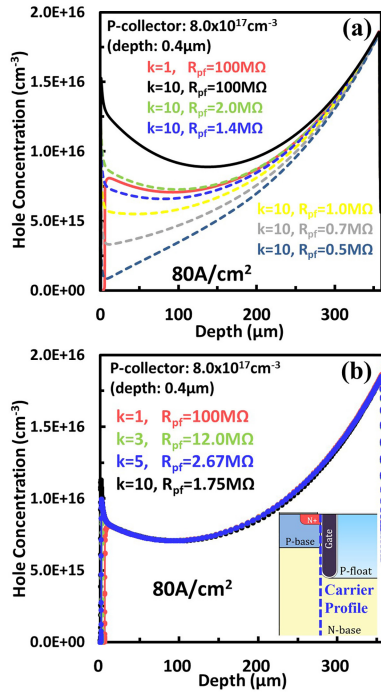 (a)
P-collector: 8.0x10¹⁷cm⁻³
(depth: 0.4μm)
k=1, R_pf=100MΩ
k=10, R_pf=100MΩ
k=10, R_pf=2.0MΩ
k=10, R_pf=1.4MΩ
k=10, R_pf=1.0MΩ
k=10, R_pf=0.7MΩ
k=10, R_pf=0.5MΩ
80A/cm²
Hole Concentration (cm⁻³)
2.0E+16
1.5E+16
1.0E+16
5.0E+15
0.0E+00
0 100 200 300
Depth (μm)
(b)
P-collector: 8.0x10¹⁷cm⁻³
(depth: 0.4μm)
k=1, R_pf=100MΩ
k=3, R_pf=12.0MΩ
k=5, R_pf=2.67MΩ
k=10, R_pf=1.75MΩ
80A/cm²
N+
P-base
Gate
P-float
Carrier
Profile
N-base
Hole Concentration (cm⁻³)
2.0E+16
1.5E+16
1.0E+16
5.0E+15
0.0E+00
0 100 200 300
Depth (μm)